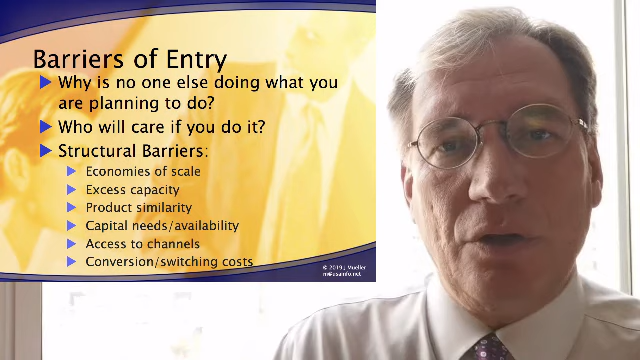 Barriers of Entry
Why is no one else doing what you
are planning to do?
Who will care if you do it?
Structural Barriers:
Economies of scale
Excess capacity
Product similarity
Capital needs/availability
Access to channels
Conversion/switching costs
© 2019 J Mueller